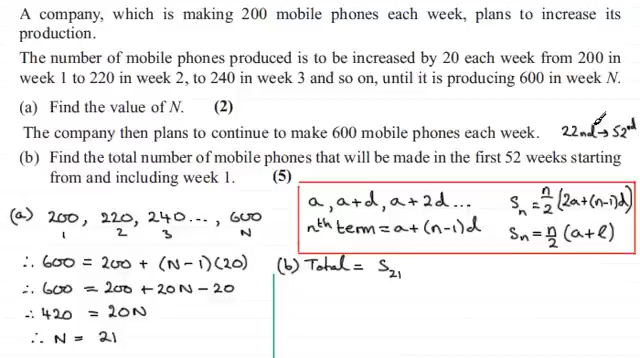 A company, which is making 200 mobile phones each week, plans to increase its
production.
The number of mobile phones produced is to be increased by 20 each week from 200 in
week 1 to 220 in week 2, to 240 in week 3 and so on, until it is producing 600 in week N.
(a) Find the value of N. (2)
The company then plans to continue to make 600 mobile phones each week. 22nd → 52nd
(b) Find the total number of mobile phones that will be made in the first 52 weeks starting
from and including week 1. (5)
(a) 200, 220, 240..., 600
1 2 3 N
∴ 600 = 200 + (N-1)(20)
∴ 600 = 200 + 20N - 20
∴ 420 = 20N
∴ N = 21
a, a+d, a+2d ... Sₙ = n/2 (2a+(n-1)d)
nth term = a+(n-1)d Sₙ = n/2 (a+l)
(b) Total = S₂₁